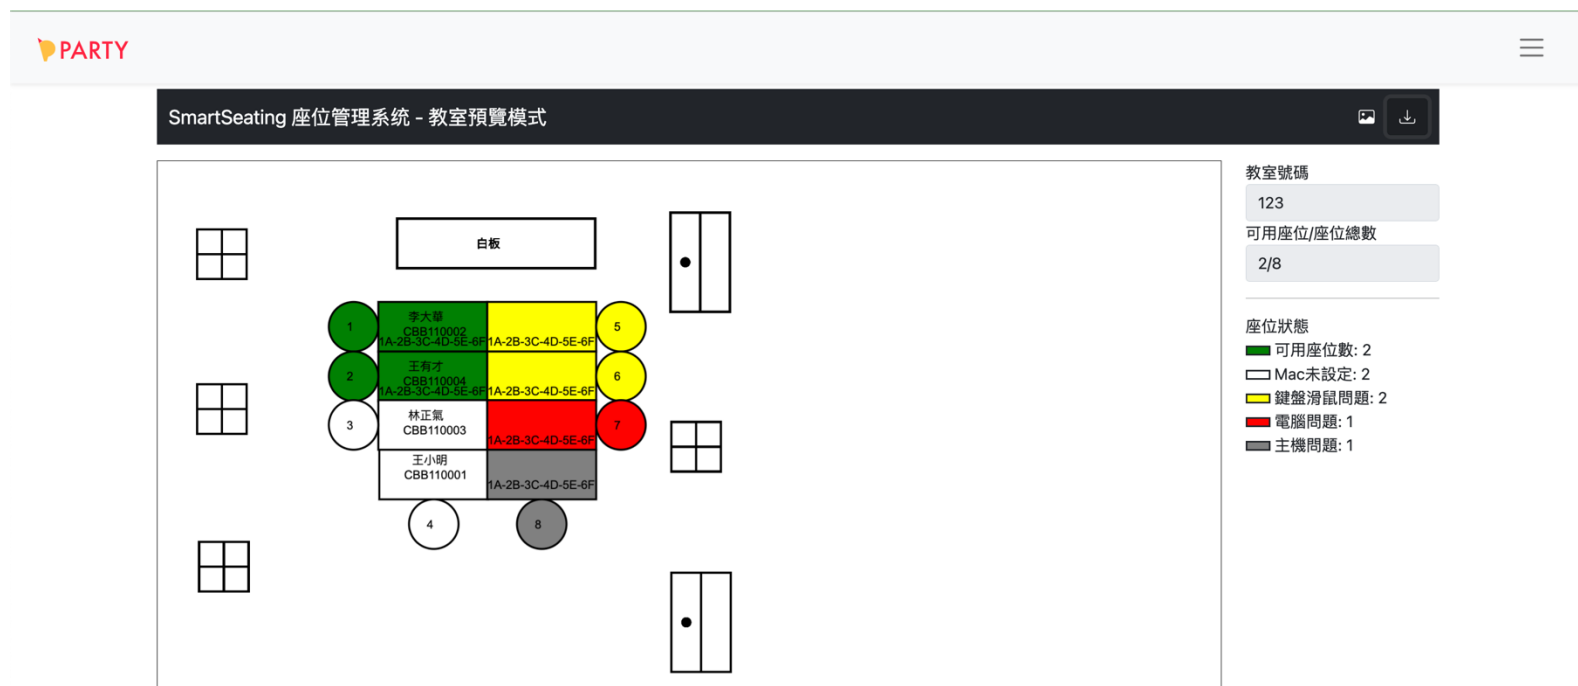 PARTY
SmartSeating 座位管理系统 - 教室預覽模式
教室號碼
123
可用座位/座位總數
2/8
座位狀態
可用座位數: 2
Mac未設定: 2
鍵盤滑鼠問題: 2
電腦問題: 1
主機問題: 1
白板
1
李大華
CBB110002
1A-2B-3C-4D-5E-6F
1A-2B-3C-4D-5E-6F
5
2
王有才
CBB110004
1A-2B-3C-4D-5E-6F
1A-2B-3C-4D-5E-6F
6
3
林正氣
CBB110003
1A-2B-3C-4D-5E-6F
7
王小明
CBB110001
1A-2B-3C-4D-5E-6F
4
8